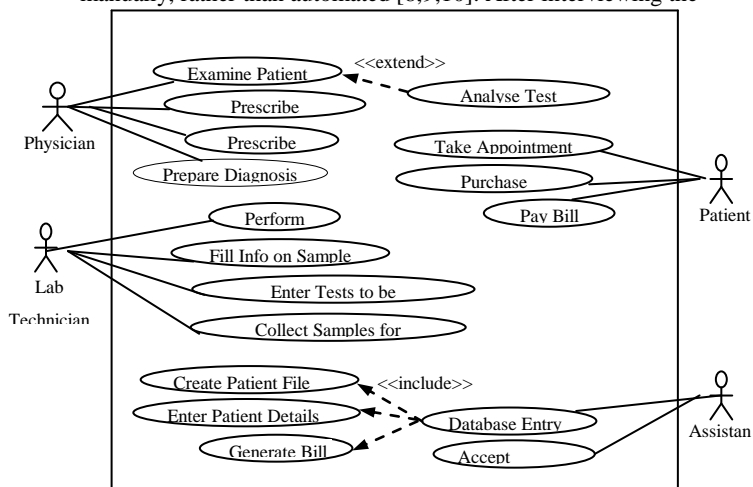 manually, rather than automated [8,9,10]. After interviewing the
<<extend>>
Examine Patient
Analyse Test
Prescribe
Physician
Prescribe
Take Appointment
Prepare Diagnosis
Purchase
Patient
Pay Bill
Perform
Fill Info on Sample
Lab
Technician
Enter Tests to be
Collect Samples for
Create Patient File
<<include>>
Enter Patient Details
Database Entry
Assistan
Generate Bill
Accept